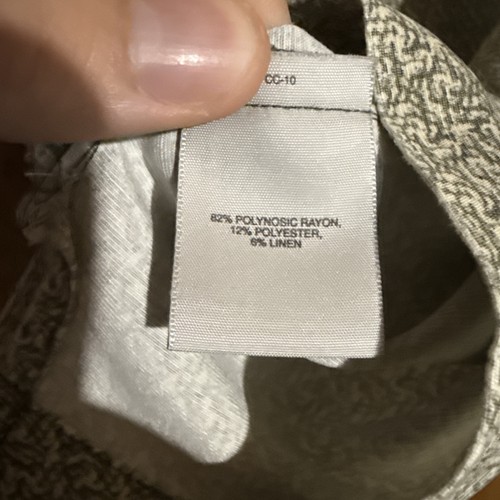 CC-10
82% POLYNOSIC RAYON,
12% POLYESTER,
6% LINEN